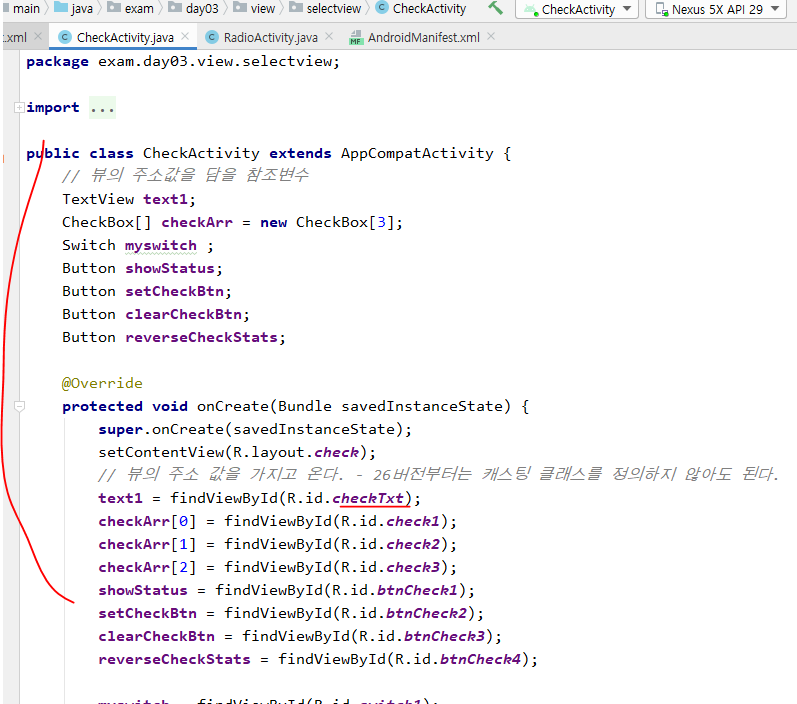 main java exam day03 view selectview CheckActivity CheckActivity Nexus 5X API 29
.xml CheckActivity.java RadioActivity.java AndroidManifest.xml
package exam.day03.view.selectview;
import ...
public class CheckActivity extends AppCompatActivity {
// 뷰의 주소값을 담을 참조변수
TextView text1;
CheckBox[] checkArr = new CheckBox[3];
Switch myswitch ;
Button showStatus;
Button setCheckBtn;
Button clearCheckBtn;
Button reverseCheckStats;
@Override
protected void onCreate(Bundle savedInstanceState) {
super.onCreate(savedInstanceState);
setContentView(R.layout.check);
// 뷰의 주소 값을 가지고 온다. - 26버전부터는 캐스팅 클래스를 정의하지 않아도 된다.
text1 = findViewById(R.id.checkTxt);
checkArr[0] = findViewById(R.id.check1);
checkArr[1] = findViewById(R.id.check2);
checkArr[2] = findViewById(R.id.check3);
showStatus = findViewById(R.id.btnCheck1);
setCheckBtn = findViewById(R.id.btnCheck2);
clearCheckBtn = findViewById(R.id.btnCheck3);
reverseCheckStats = findViewById(R.id.btnCheck4);
myswitch = findViewById(R.id.switch1);